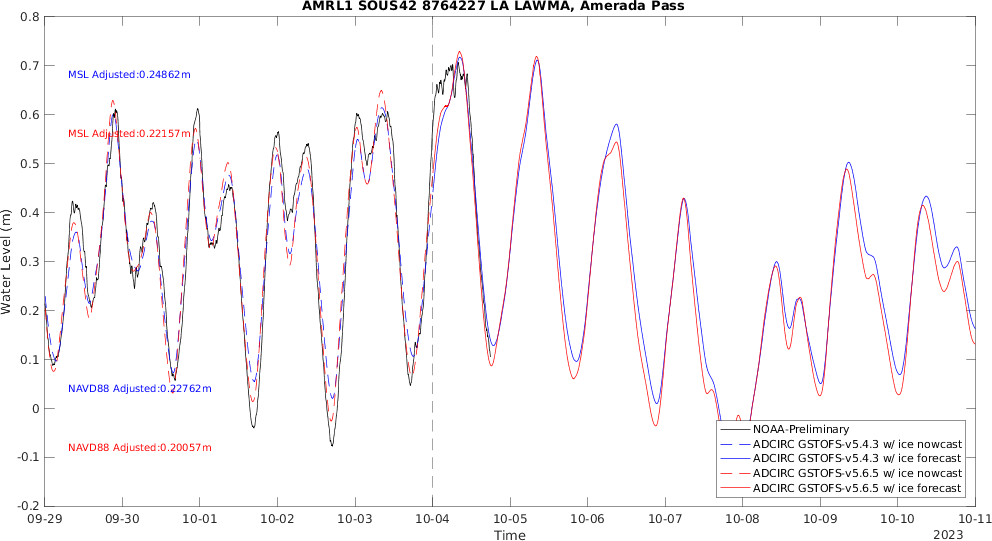 AMRL1 SOUS42 8764227 LA LAWMA, Amerada Pass
0.8
0.7
0.6
0.5
0.4
0.3
0.2
0.1
0
-0.1
-0.2
Water Level (m)
MSL Adjusted:0.24862m
MSL Adjusted:0.22157m
NAVD88 Adjusted:0.22762m
NAVD88 Adjusted:0.20057m
NOAA-Preliminary
ADCIRC GSTOFS-v5.4.3 w/ ice nowcast
ADCIRC GSTOFS-v5.4.3 w/ ice forecast
ADCIRC GSTOFS-v5.6.5 w/ ice nowcast
ADCIRC GSTOFS-v5.6.5 w/ ice forecast
09-29 09-30 10-01 10-02 10-03 10-04 10-05 10-06 10-07 10-08 10-09 10-10 10-11
Time
2023